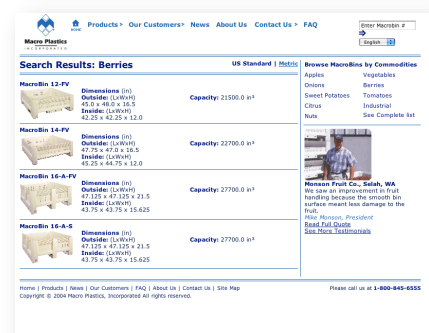 Macro Plastics
INCORPORATED
HOME
Products > Our Customers> News About Us Contact Us > FAQ
Enter Macrobin #
English
Search Results: Berries
US Standard | Metric
MacroBin 12-FV
Dimensions (in)
Outside: (LxWxH)
45.0 x 48.0 x 16.5
Inside: (LxWxH)
42.25 x 42.25 x 12.0
Capacity: 21500.0 in³
MacroBin 14-FV
Dimensions (in)
Outside: (LxWxH)
47.75 x 47.0 x 16.5
Inside: (LxWxH)
45.25 x 44.75 x 12.0
Capacity: 22700.0 in³
MacroBin 16-A-FV
Dimensions (in)
Outside: (LxWxH)
47.125 x 47.125 x 21.5
Inside: (LxWxH)
43.75 x 43.75 x 15.625
Capacity: 27700.0 in³
MacroBin 16-A-S
Dimensions (in)
Outside: (LxWxH)
47.125 x 47.125 x 21.5
Inside: (LxWxH)
43.75 x 43.75 x 15.625
Capacity: 27700.0 in³
Browse MacroBins by Commodities
Apples Vegetables
Onions Berries
Sweet Potatoes Tomatoes
Citrus Industrial
Nuts See Complete list
Monson Fruit Co., Selah, WA
We saw an improvement in fruit
handling because the smooth bin
surface meant less damage to the
fruit.
Mike Monson, President
Read Full Quote
See More Testimonials
Home | Products | News | Our Customers | FAQ | About Us | Contact Us | Site Map
Please call us at 1-800-845-6555
Copyright © 2004 Macro Plastics, Incorporated All rights reserved.